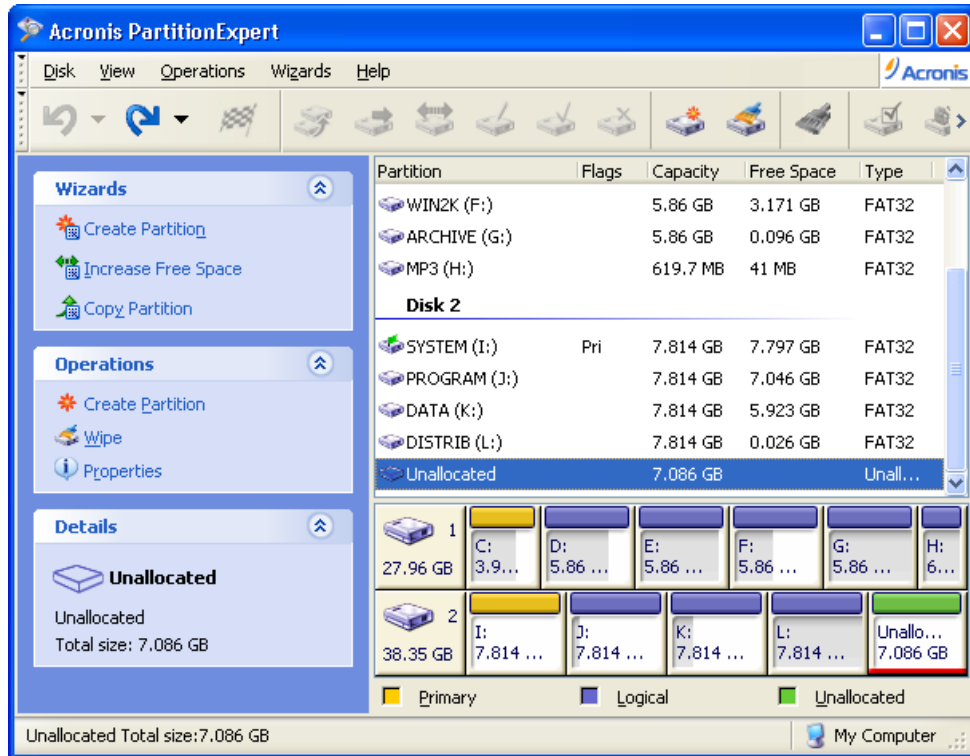 Acronis PartitionExpert
Disk View Operations Wizards Help
Acronis
Wizards
Create Partition
Increase Free Space
Copy Partition
Operations
Create Partition
Wipe
Properties
Details
Unallocated
Unallocated
Total size: 7.086 GB
Partition Flags Capacity Free Space Type
WIN2K (F:) 5.86 GB 3.171 GB FAT32
ARCHIVE (G:) 5.86 GB 0.096 GB FAT32
MP3 (H:) 619.7 MB 41 MB FAT32
Disk 2
SYSTEM (I:) Pri 7.814 GB 7.797 GB FAT32
PROGRAM (J:) 7.814 GB 7.046 GB FAT32
DATA (K:) 7.814 GB 5.923 GB FAT32
DISTRIB (L:) 7.814 GB 0.026 GB FAT32
Unallocated 7.086 GB Unall...
1 C: D: E: F: G: H:
27.96 GB 3.9... 5.86 ... 5.86 ... 5.86 ... 5.86 ... 6...
2 I: J: K: L: Unallo...
38.35 GB 7.814 ... 7.814 ... 7.814 ... 7.814 ... 7.086 GB
Primary Logical Unallocated
Unallocated Total size:7.086 GB My Computer